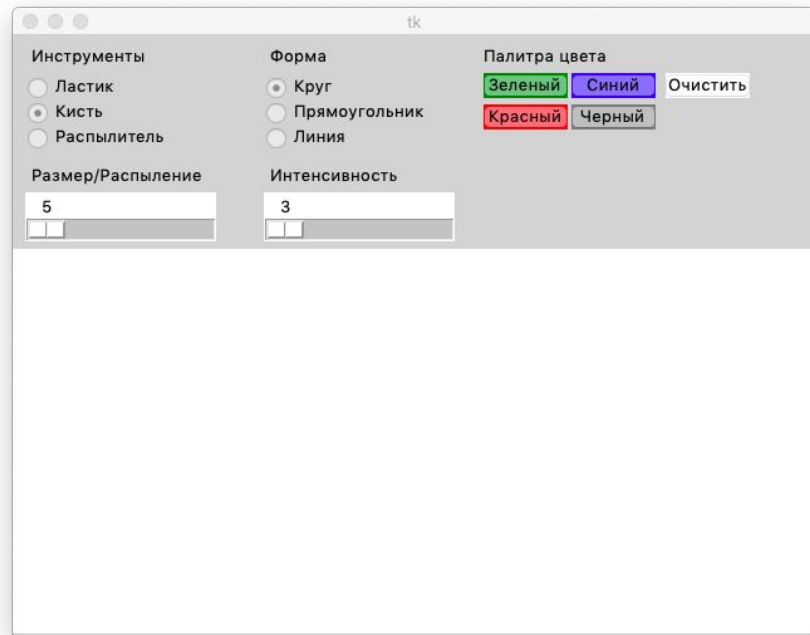 tk
Инструменты
Ластик
Кисть
Распылитель
Размер/Распыление
5
Форма
Круг
Прямоугольник
Линия
Интенсивность
3
Палитра цвета
Зеленый Синий Очистить
Красный Черный